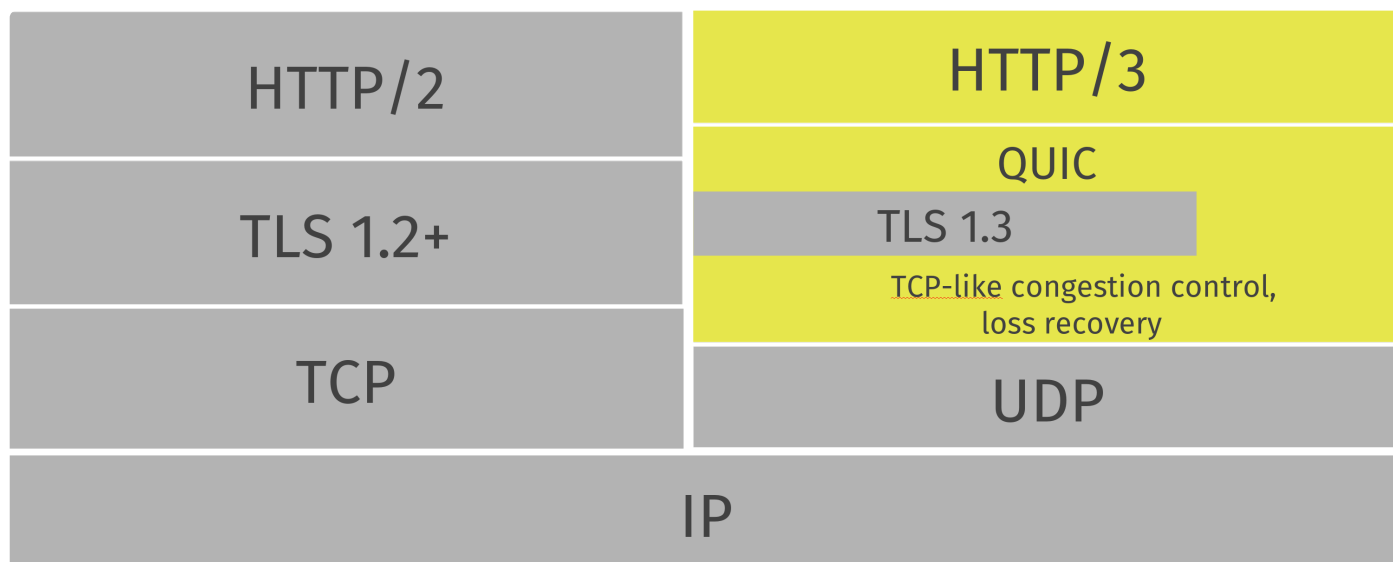 HTTP/2
TLS 1.2+
TCP
HTTP/3
QUIC
TLS 1.3
TCP-like congestion control,
loss recovery
UDP
IP